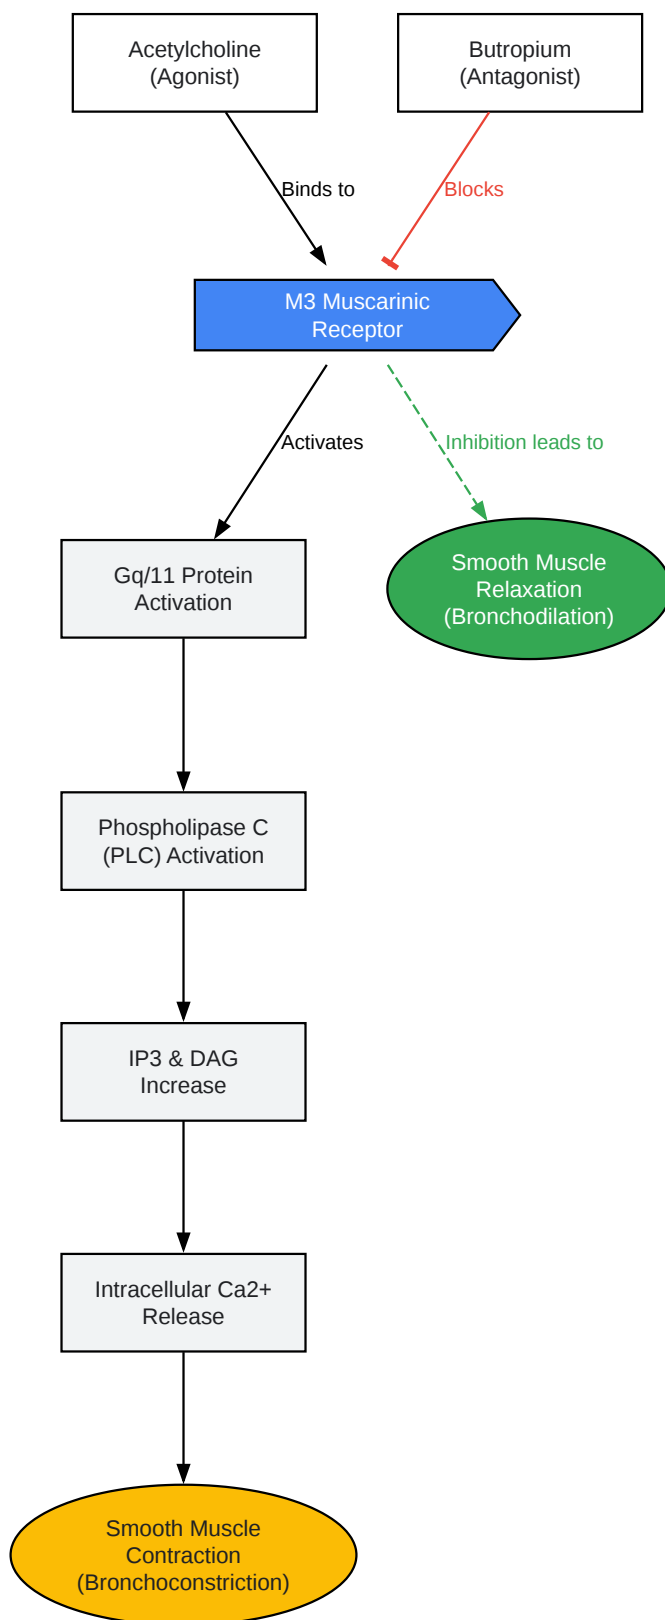 Acetylcholine
(Agonist)
Butropium
(Antagonist)
Binds to
Blocks
M3 Muscarinic
Receptor
Activates
Inhibition leads to
Gq/11 Protein
Activation
Smooth Muscle
Relaxation
(Bronchodilation)
Phospholipase C
(PLC) Activation
IP3 & DAG
Increase
Intracellular Ca2+
Release
Smooth Muscle
Contraction
(Bronchoconstriction)